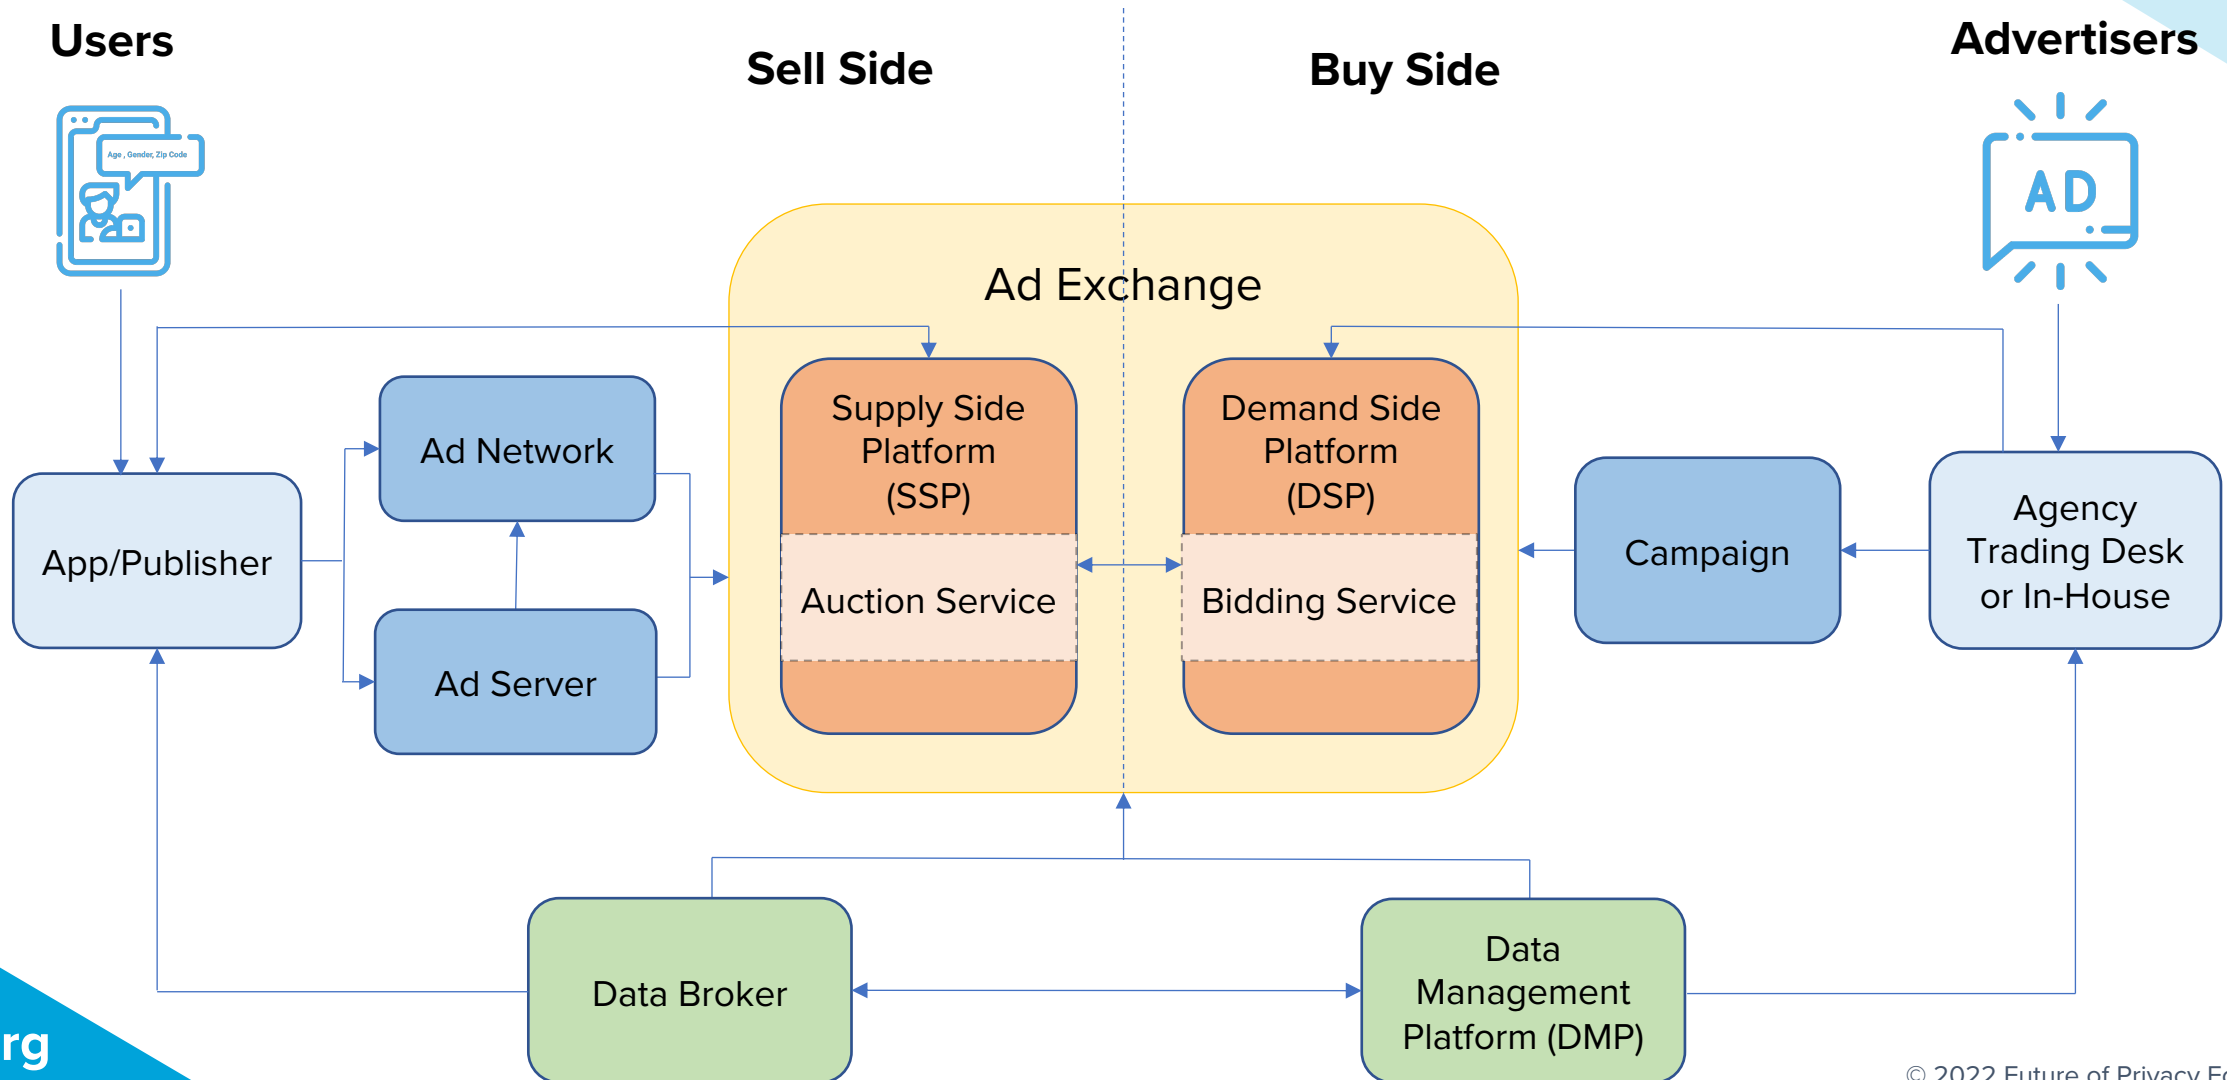 Users
Sell Side
Buy Side
Advertisers
Age , Gender, Zip Code
AD
Ad Exchange
Supply Side
Platform
(SSP)
Auction Service
Demand Side
Platform
(DSP)
Bidding Service
Ad Network
Ad Server
App/Publisher
Campaign
Agency
Trading Desk
or In-House
Data Broker
Data
Management
Platform (DMP)
rg
© 2022 Future of Privacy Fo